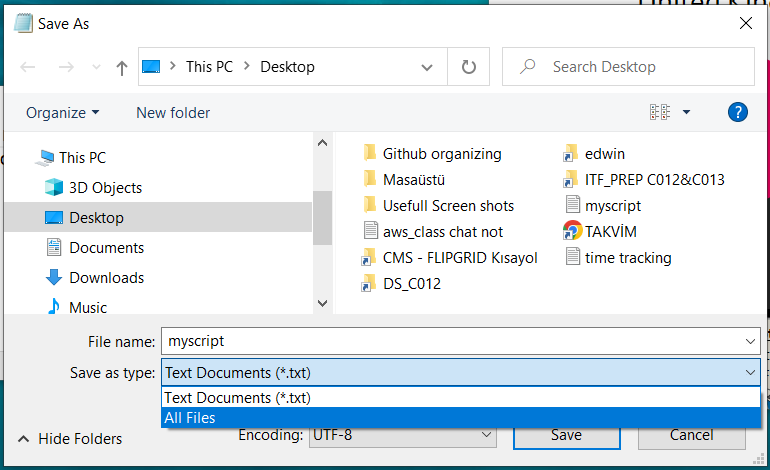 Save As
United Kin
This PC > Desktop
Search Desktop
Organize
New folder
This PC
3D Objects
Desktop
Documents
Downloads
Music
Github organizing
Masaüstü
Usefull Screen shots
aws_class chat not
CMS - FLIPGRID Kısayol
DS_C012
edwin
ITF_PREP C012&C013
myscript
TAKVİM
time tracking
File name: myscript
Save as type: Text Documents (*.txt)
Text Documents (*.txt)
All Files
Hide Folders
Encoding: UTF-8
Save
Cancel